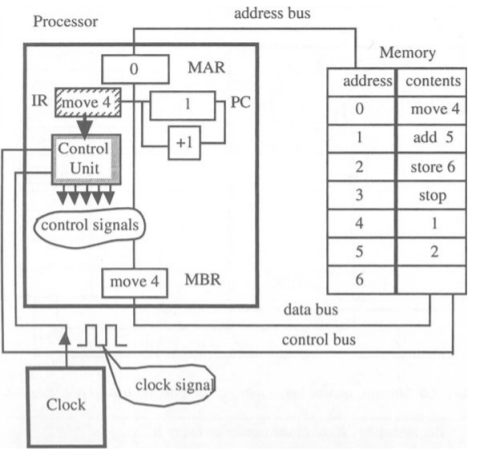 address bus
Processor
Memory
0
MAR
address contents
IR
move 4
1
PC
0 move 4
+1
1 add 5
Control
Unit
2 store 6
3 stop
control signals
4 1
5 2
move 4
MBR
6
data bus
control bus
clock signal
Clock